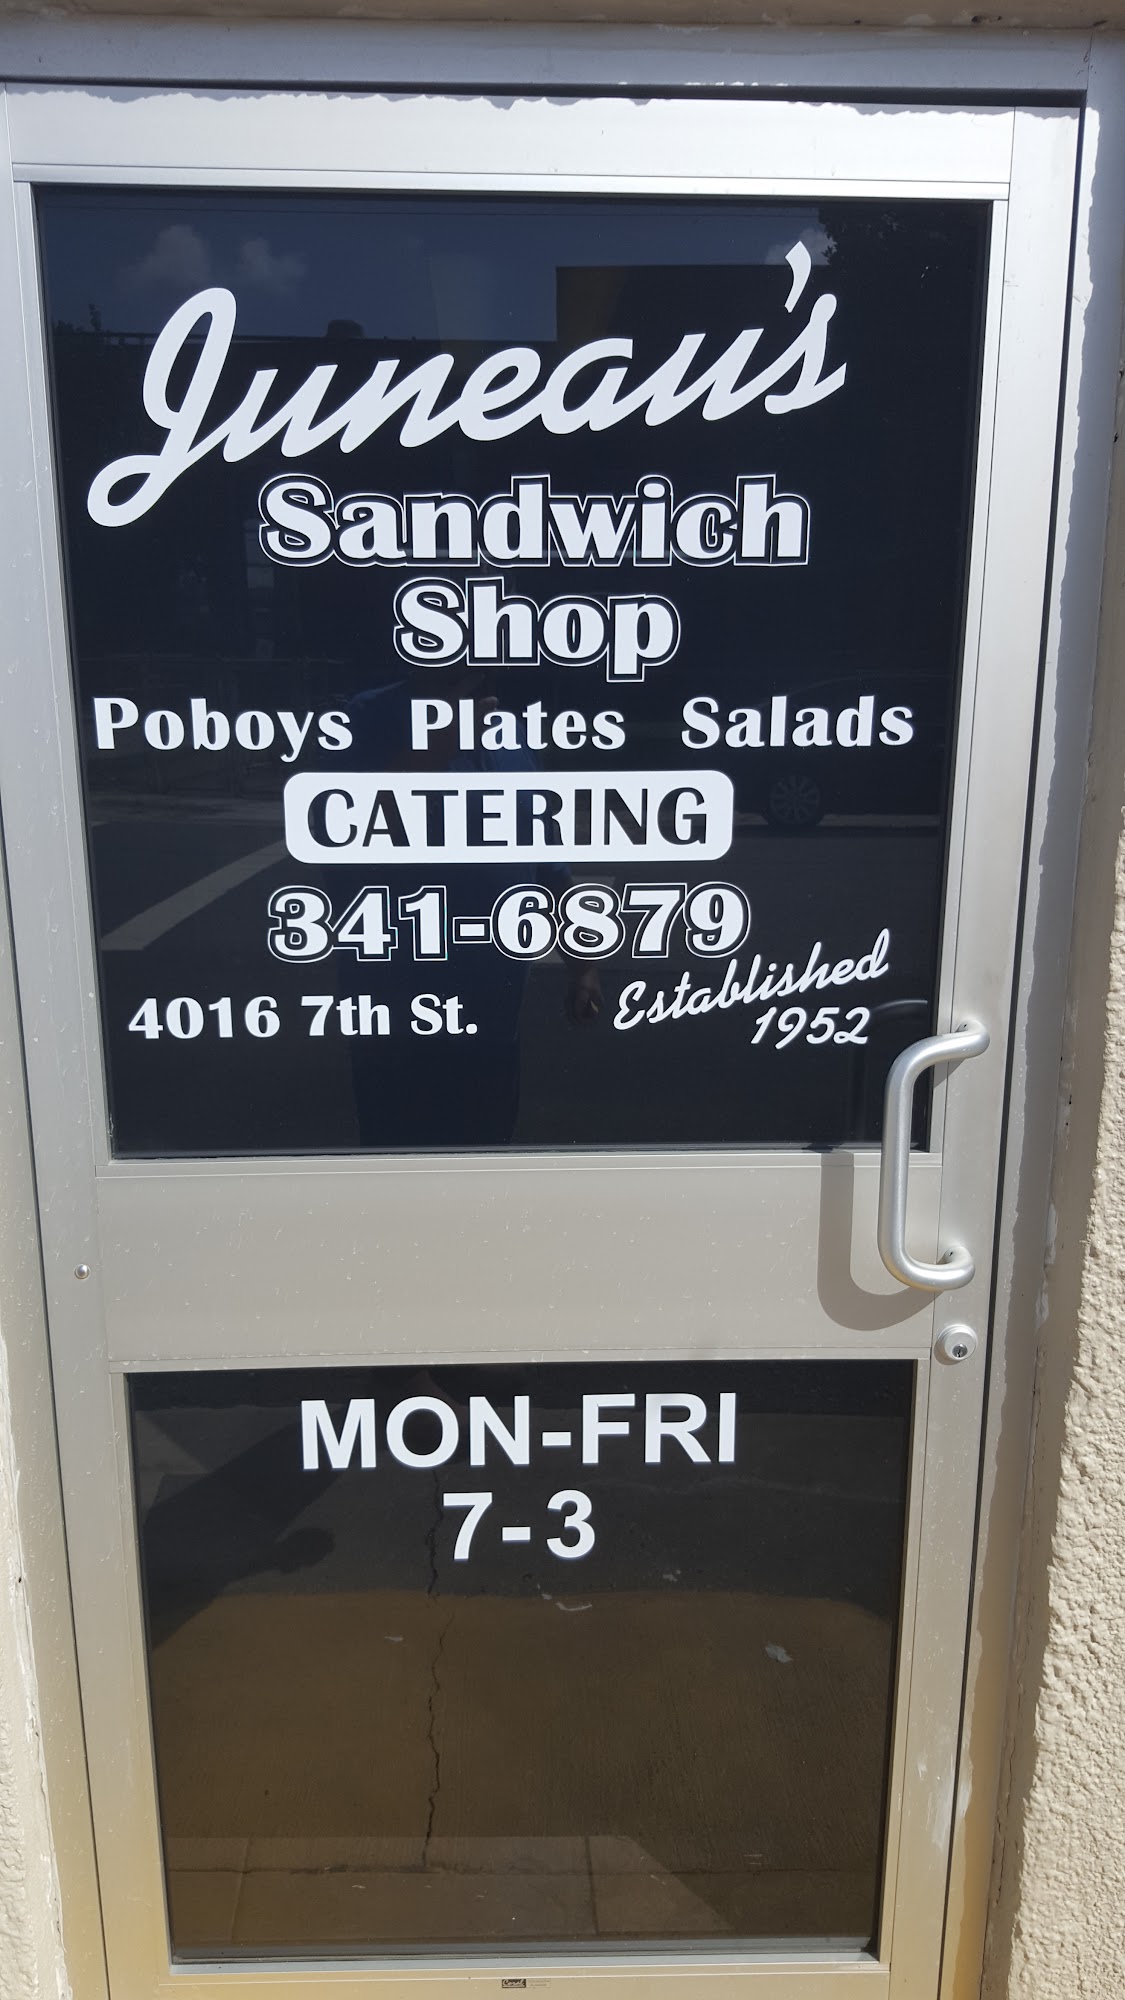 Juneau's
Sandwich
Shop
Poboys Plates Salads
CATERING
341-6879
4016 7th St.
Established
1952
MON-FRI
7-3